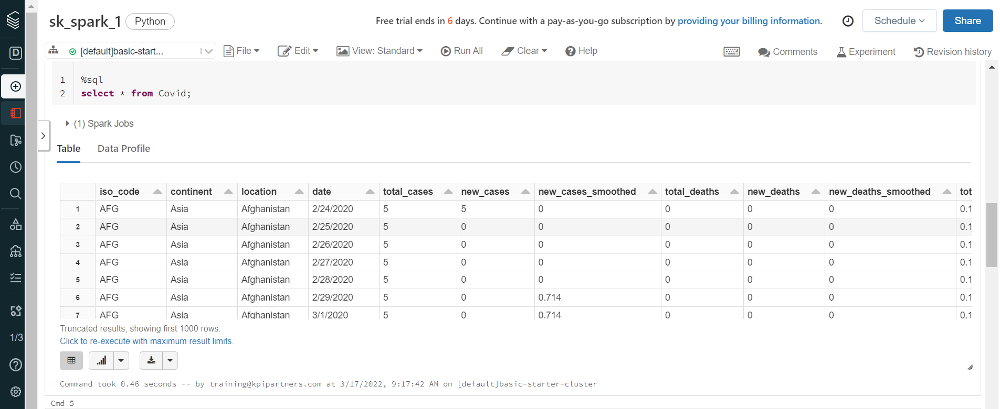 sk_spark_1 Python Free trial ends in 6 days. Continue with a pay-as-you-go subscription by providing your billing information. Schedule Share
D [default]basic-start... File Edit View: Standard Run All Clear Help Comments Experiment Revision history
1 %sql
2 select * from Covid;
(1) Spark Jobs
Table Data Profile
iso_code continent location date total_cases new_cases new_cases_smoothed total_deaths new_deaths new_deaths_smoothed tot
1 AFG Asia Afghanistan 2/24/2020 5 5 0 0 0 0 0.1
2 AFG Asia Afghanistan 2/25/2020 5 0 0 0 0 0 0.1
3 AFG Asia Afghanistan 2/26/2020 5 0 0 0 0 0 0.1
4 AFG Asia Afghanistan 2/27/2020 5 0 0 0 0 0 0.1
5 AFG Asia Afghanistan 2/28/2020 5 0 0 0 0 0 0.1
6 AFG Asia Afghanistan 2/29/2020 5 0 0.714 0 0 0 0.1
7 AFG Asia Afghanistan 3/1/2020 5 0 0.714 0 0 0 0.1
Truncated results, showing first 1000 rows.
1/3
Click to re-execute with maximum result limits.
Command took 0.46 seconds -- by training@kpipartners.com at 3/17/2022, 9:17:42 AM on [default]basic-starter-cluster
Cmd 5